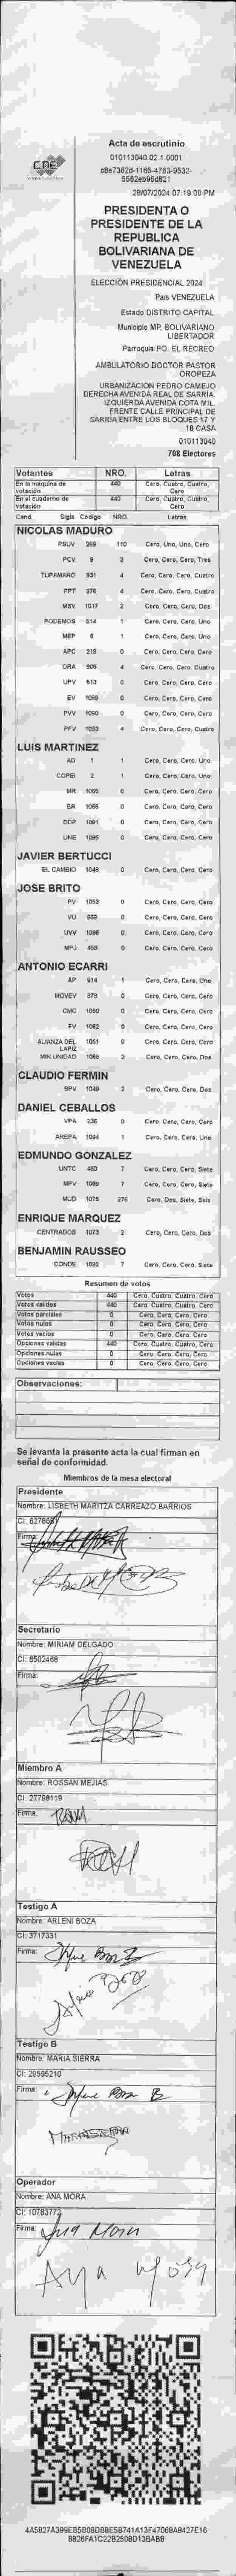 CNE
Acta de escrutinio
010113040.02.1.0001
28/07/2024 07:19:00 PM
PRESIDENTA O
PRESIDENTE DE LA
REPUBLICA
BOLIVARIANA DE
VENEZUELA
ELECCIÓN PRESIDENCIAL 2024
País VENEZUELA
Estado DISTRITO CAPITAL
Municipio MP. BOLIVARIANO
LIBERTADOR
Parroquia PQ. EL RECREO
AMBULATORIO DOCTOR PASTOR
OROPEZA
URBANIZACIÓN PEDRO CAMEJO
DERECHA AVENIDA REAL DE SARRÍA.
IZQUIERDA AVENIDA COTA MIL.
FRENTE CALLE PRINCIPAL DE
SARRÍA ENTRE LOS BLOQUES 17 Y
18 CASA
010113040
708 Electores
Votantes NRO. Letras
En la máquina de votación 440 Cero, Cuatro, Cuatro, Cero
En el cuaderno de votación 440 Cero, Cuatro, Cuatro, Cero
Cand. Sigla Codigo NRO. Letras
NICOLAS MADURO
PSUV 269 110 Cero, Uno, Uno, Cero
PCV 9 3 Cero, Cero, Cero, Tres
TUPAMARO 931 4 Cero, Cero, Cero, Cuatro
PPT 376 4 Cero, Cero, Cero, Cuatro
MSV 1017 2 Cero, Cero, Cero, Dos
PODEMOS 514 1 Cero, Cero, Cero, Uno
MEP 6 1 Cero, Cero, Cero, Uno
APC 219 0 Cero, Cero, Cero, Cero
ORA 906 4 Cero, Cero, Cero, Cuatro
UPV 613 0 Cero, Cero, Cero, Cero
EV 1089 0 Cero, Cero, Cero, Cero
PVV 1090 0 Cero, Cero, Cero, Cero
PFV 1093 4 Cero, Cero, Cero, Cuatro
LUIS MARTINEZ
AD 1 1 Cero, Cero, Cero, Uno
COPEI 2 1 Cero, Cero, Cero, Uno
MR 1065 0 Cero, Cero, Cero, Cero
BR 1066 0 Cero, Cero, Cero, Cero
DDP 1091 0 Cero, Cero, Cero, Cero
UNE 1095 0 Cero, Cero, Cero, Cero
JAVIER BERTUCCI
EL CAMBIO 1048 0 Cero, Cero, Cero, Cero
JOSE BRITO
PV 1053 0 Cero, Cero, Cero, Cero
VU 868 0 Cero, Cero, Cero, Cero
UVV 1096 0 Cero, Cero, Cero, Cero
MPJ 458 0 Cero, Cero, Cero, Cero
ANTONIO ECARRI
AP 914 1 Cero, Cero, Cero, Uno
MOVEV 878 0 Cero, Cero, Cero, Cero
CMC 1050 0 Cero, Cero, Cero, Cero
FV 1062 0 Cero, Cero, Cero, Cero
ALIANZA DEL LAPIZ 1051 0 Cero, Cero, Cero, Cero
MIN UNIDAD 1069 2 Cero, Cero, Cero, Dos
CLAUDIO FERMIN
SPV 1049 2 Cero, Cero, Cero, Dos
DANIEL CEBALLOS
VPA 236 0 Cero, Cero, Cero, Cero
AREPA 1094 1 Cero, Cero, Cero, Uno
EDMUNDO GONZALEZ
UNTC 480 7 Cero, Cero, Cero, Siete
MPV 1068 7 Cero, Cero, Cero, Siete
MUD 1075 276 Cero, Dos, Siete, Seis
ENRIQUE MARQUEZ
CENTRADOS 1073 2 Cero, Cero, Cero, Dos
BENJAMIN RAUSSEO
CONDE 1092 7 Cero, Cero, Cero, Siete
Resumen de votos
Votos 440 Cero, Cuatro, Cuatro, Cero
Votos validos 440 Cero, Cuatro, Cuatro, Cero
Votos parciales 0 Cero, Cero, Cero, Cero
Votos nulos 0 Cero, Cero, Cero, Cero
Votos vacios 0 Cero, Cero, Cero, Cero
Opciones validas 440 Cero, Cuatro, Cuatro, Cero
Opciones nulas 0 Cero, Cero, Cero, Cero
Opciones vacias 0 Cero, Cero, Cero, Cero
Observaciones:
Se levanta la presente acta la cual firman en
señal de conformidad.
Miembros de la mesa electoral
Presidente
Nombre: LISBETH MARITZA CARREAZO BARRIOS
CI:
Firma:
Secretario
Nombre: MIRIAM DELGADO
CI: 6502468
Firma:
Miembro A
Nombre: ROSSAN MEJIAS
CI: 27798119
Firma:
Testigo A
Nombre: ARLENI BOZA
CI: 3717331
Firma:
Testigo B
Nombre: MARIA SIERRA
CI: 20595210
Firma:
Operador
Nombre: ANA MORA
CI: 10783773
Firma: Ana Mora
Ana Mora